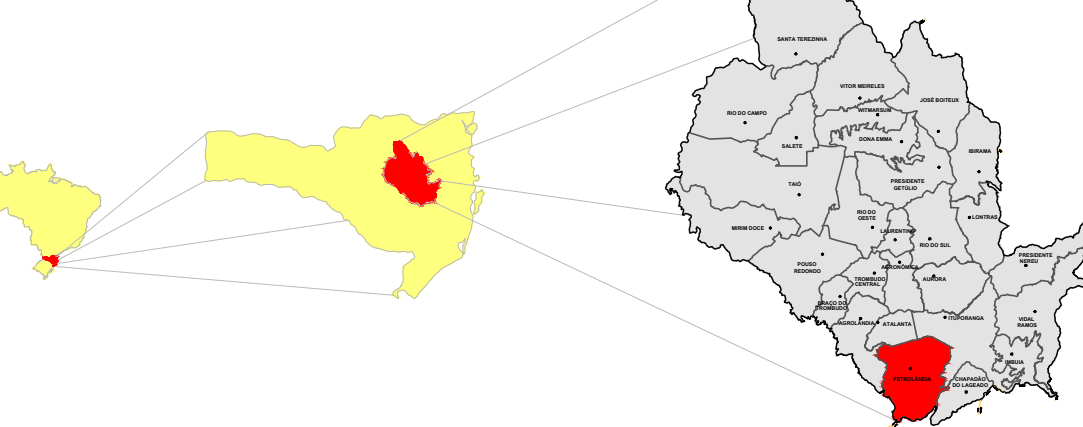 SANTA TEREZINHA
VITOR MEIRELES
JOSÉ BOITEUX
RIO DO CAMPO
WITMARSUM
DONA EMMA
SALETE
IBIRAMA
TAIÓ
PRESIDENTE
GETÚLIO
RIO DO
OESTE
LONTRAS
MIRIM DOCE
LAURENTINO
RIO DO SUL
PRESIDENTE
NEREU
POUSO
REDONDO
AGRONÔMICA
TROMBUDO
CENTRAL
AURORA
BRAÇO DO
TROMBUDO
AGROLÂNDIA
ATALANTA
ITUPORANGA
VIDAL
RAMOS
IMBUIA
PETROLÂNDIA
CHAPADÃO
DO LAGEADO